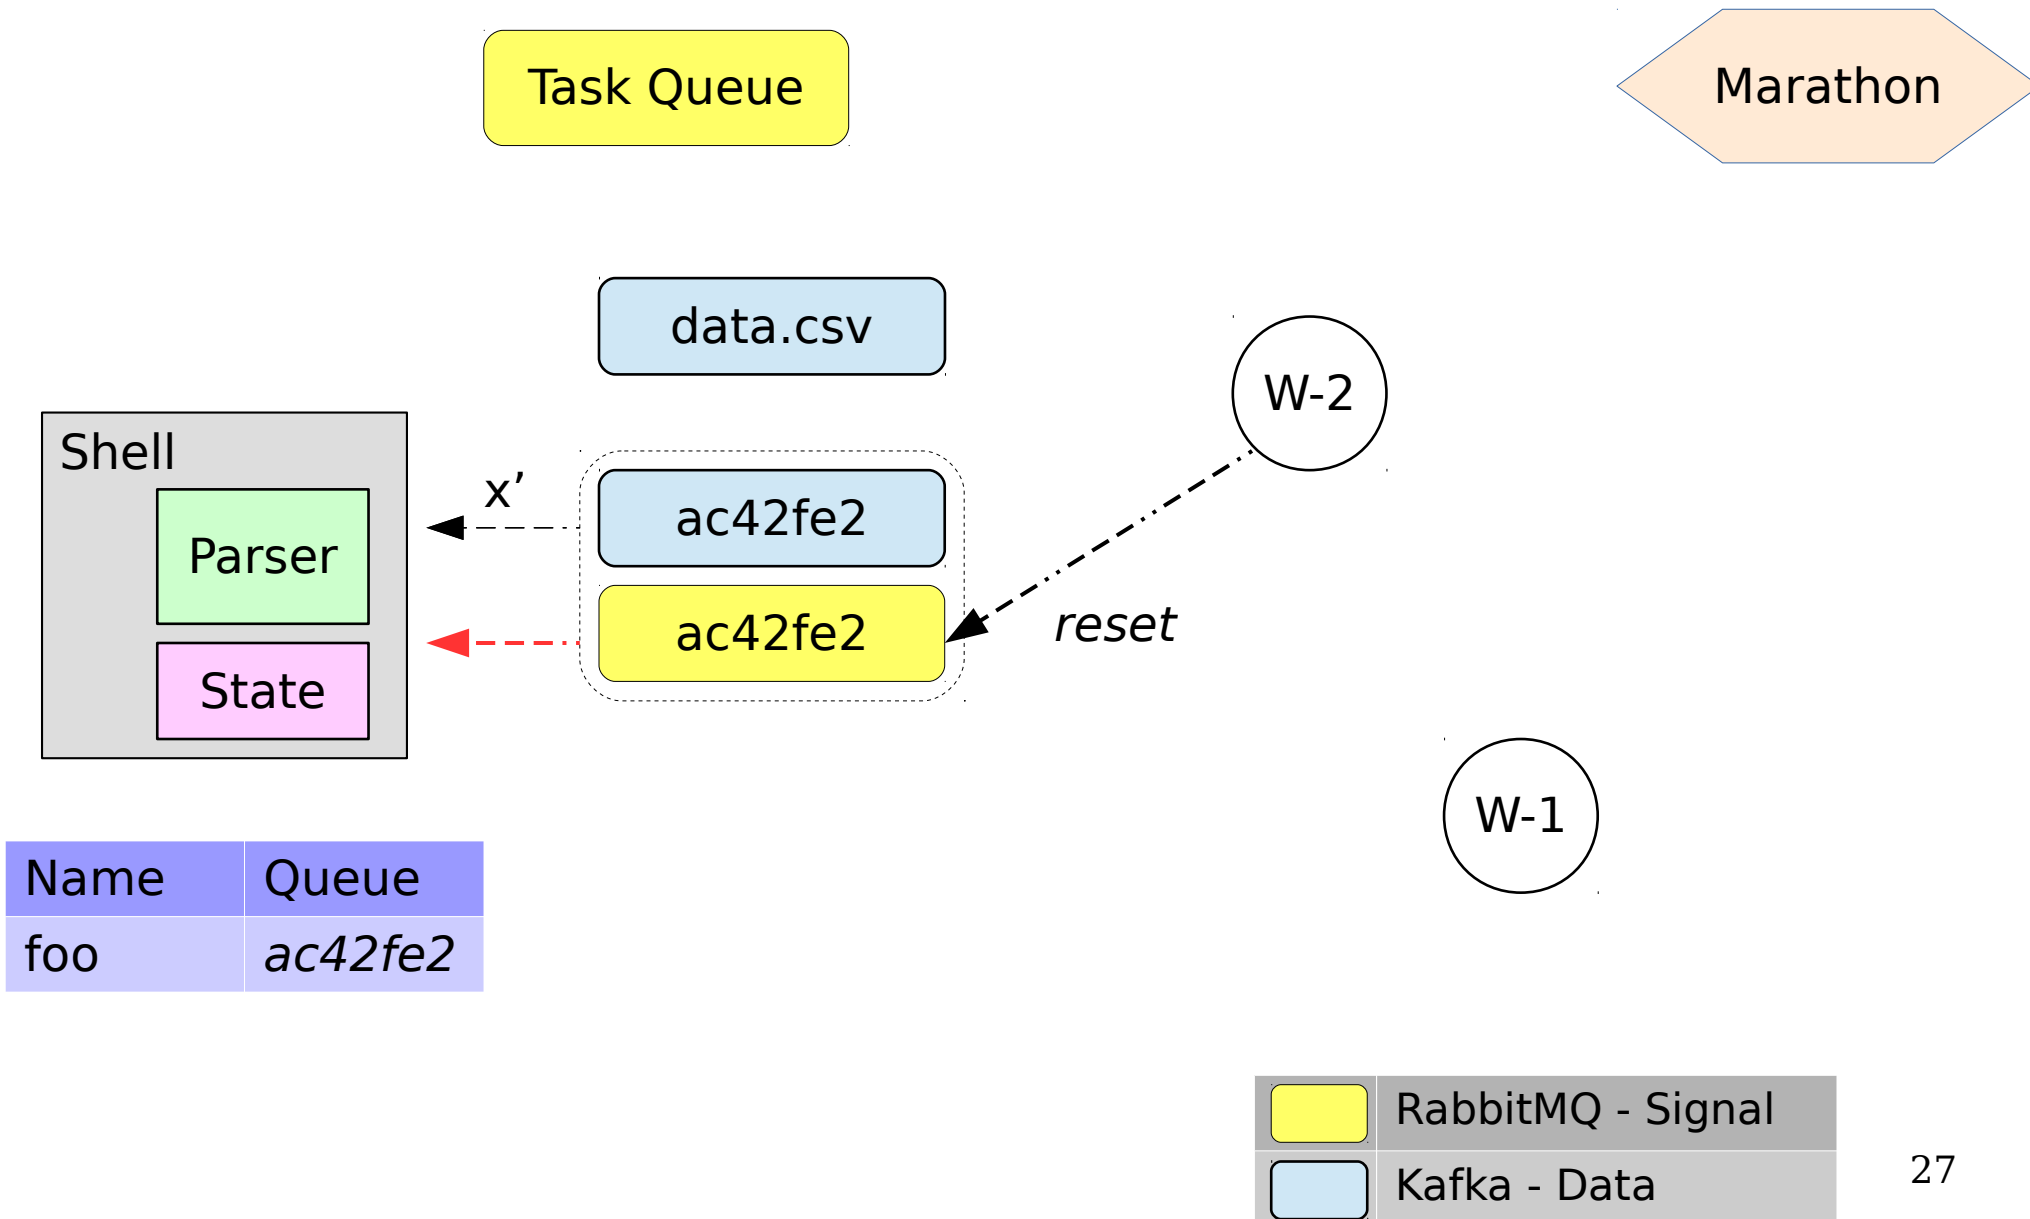 Task Queue
Marathon
data.csv
W-2
Shell
x’
ac42fe2
Parser
ac42fe2
reset
State
W-1
Name Queue
foo ac42fe2
RabbitMQ - Signal
Kafka - Data
27